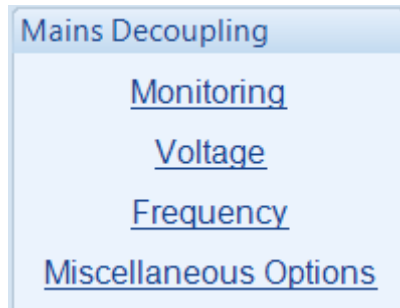 Mains Decoupling
Monitoring
Voltage
Frequency
Miscellaneous Options